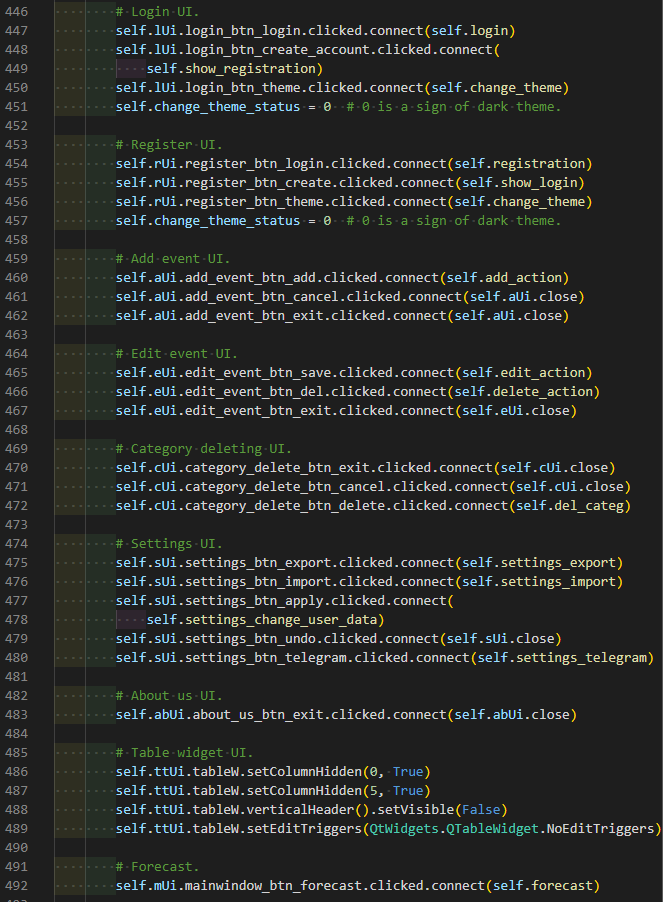 446 # Login UI.
447 self.lUi.login_btn_login.clicked.connect(self.login)
448 self.lUi.login_btn_create_account.clicked.connect(
449 self.show_registration)
450 self.lUi.login_btn_theme.clicked.connect(self.change_theme)
451 self.change_theme_status = 0 # 0 is a sign of dark theme.
452
453 # Register UI.
454 self.rUi.register_btn_login.clicked.connect(self.registration)
455 self.rUi.register_btn_create.clicked.connect(self.show_login)
456 self.rUi.register_btn_theme.clicked.connect(self.change_theme)
457 self.change_theme_status = 0 # 0 is a sign of dark theme.
458
459 # Add event UI.
460 self.aUi.add_event_btn_add.clicked.connect(self.add_action)
461 self.aUi.add_event_btn_cancel.clicked.connect(self.aUi.close)
462 self.aUi.add_event_btn_exit.clicked.connect(self.aUi.close)
463
464 # Edit event UI.
465 self.eUi.edit_event_btn_save.clicked.connect(self.edit_action)
466 self.eUi.edit_event_btn_del.clicked.connect(self.delete_action)
467 self.eUi.edit_event_btn_exit.clicked.connect(self.eUi.close)
468
469 # Category deleting UI.
470 self.cUi.category_delete_btn_exit.clicked.connect(self.cUi.close)
471 self.cUi.category_delete_btn_cancel.clicked.connect(self.cUi.close)
472 self.cUi.category_delete_btn_delete.clicked.connect(self.del_categ)
473
474 # Settings UI.
475 self.sUi.settings_btn_export.clicked.connect(self.settings_export)
476 self.sUi.settings_btn_import.clicked.connect(self.settings_import)
477 self.sUi.settings_btn_apply.clicked.connect(
478 self.settings_change_user_data)
479 self.sUi.settings_btn_undo.clicked.connect(self.sUi.close)
480 self.sUi.settings_btn_telegram.clicked.connect(self.settings_telegram)
481
482 # About us UI.
483 self.abUi.about_us_btn_exit.clicked.connect(self.abUi.close)
484
485 # Table widget UI.
486 self.ttUi.tableW.setColumnHidden(0, True)
487 self.ttUi.tableW.setColumnHidden(5, True)
488 self.ttUi.tableW.verticalHeader().setVisible(False)
489 self.ttUi.tableW.setEditTriggers(QtWidgets.QTableWidget.NoEditTriggers)
490
491 # Forecast.
492 self.mUi.mainwindow_btn_forecast.clicked.connect(self.forecast)